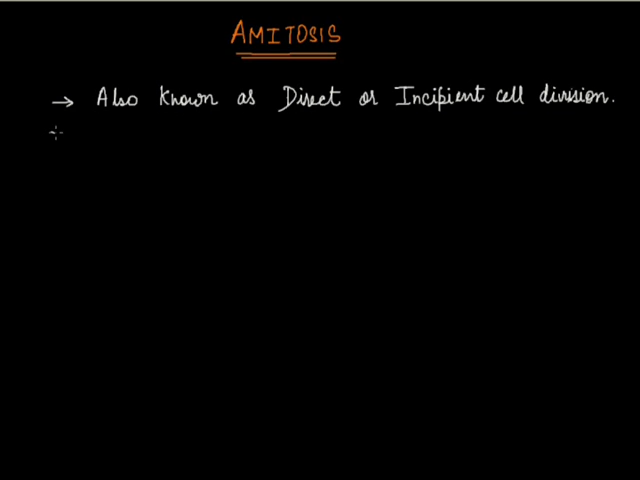 AMITOSIS
→ Also Known as Direct or Incipient cell division.